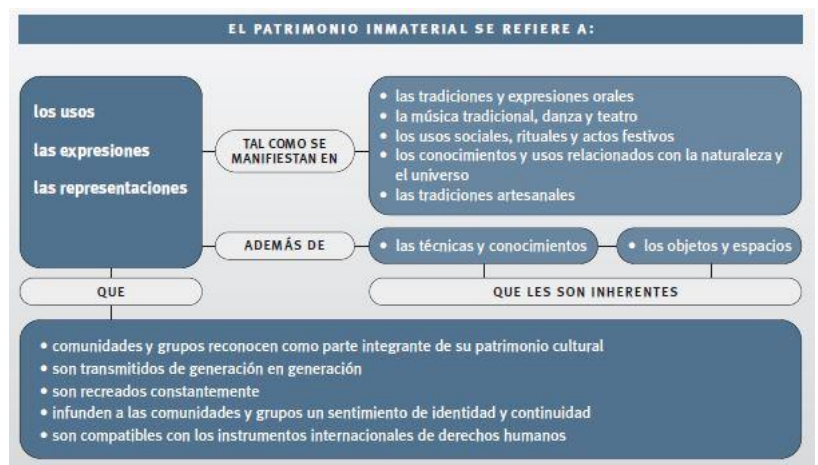 EL PATRIMONIO INMATERIAL SE REFIERE A:
los usos
las expresiones
las representaciones
TAL COMO SE
MANIFIESTAN EN
• las tradiciones y expresiones orales
• la música tradicional, danza y teatro
• los usos sociales, rituales y actos festivos
• los conocimientos y usos relacionados con la naturaleza y
el universo
• las tradiciones artesanales
ADEMÁS DE
• las técnicas y conocimientos
• los objetos y espacios
QUE
QUE LES SON INHERENTES
• comunidades y grupos reconocen como parte integrante de su patrimonio cultural
• son transmitidos de generación en generación
• son recreados constantemente
• infunden a las comunidades y grupos un sentimiento de identidad y continuidad
• son compatibles con los instrumentos internacionales de derechos humanos